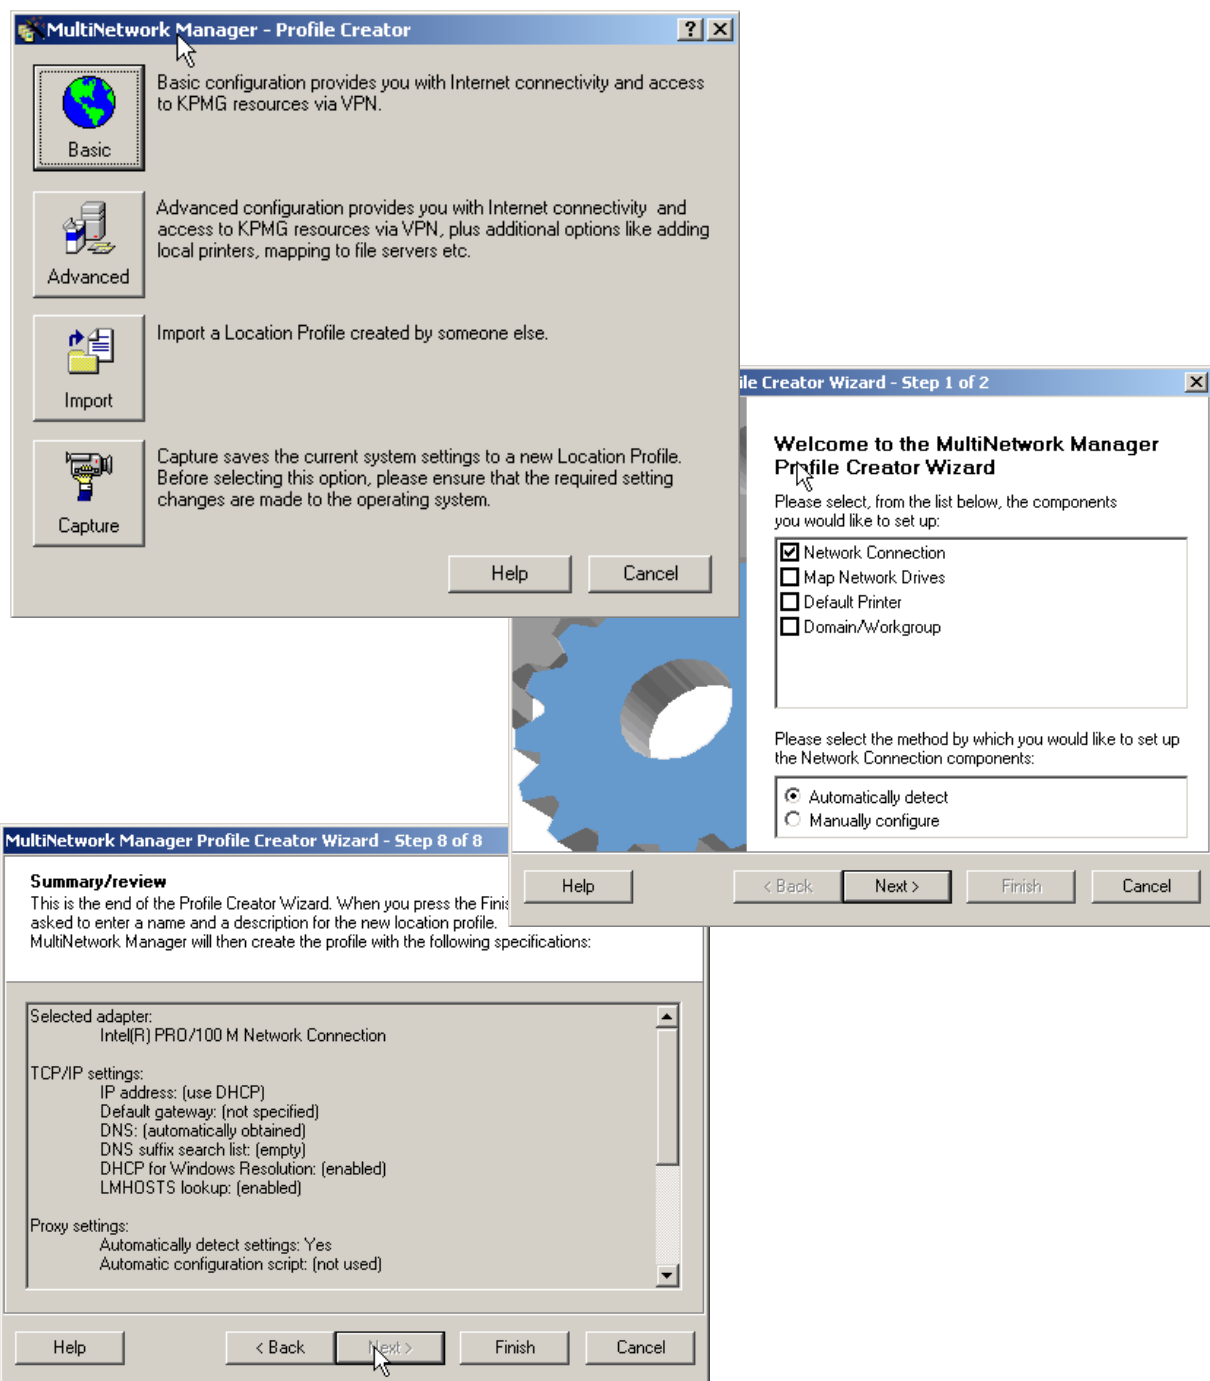 MultiNetwork Manager - Profile Creator
Basic configuration provides you with Internet connectivity and access
to KPMG resources via VPN.
Basic
Advanced configuration provides you with Internet connectivity and
access to KPMG resources via VPN, plus additional options like adding
local printers, mapping to file servers etc.
Advanced
Import a Location Profile created by someone else.
Import
Capture saves the current system settings to a new Location Profile.
Before selecting this option, please ensure that the required setting
changes are made to the operating system.
Capture
Help
Cancel
ile Creator Wizard - Step 1 of 2
Welcome to the MultiNetwork Manager
Profile Creator Wizard
Please select, from the list below, the components
you would like to set up:
Network Connection
Map Network Drives
Default Printer
Domain/Workgroup
Please select the method by which you would like to set up
the Network Connection components:
Automatically detect
Manually configure
Help
< Back
Next >
Finish
Cancel
MultiNetwork Manager Profile Creator Wizard - Step 8 of 8
Summary/review
This is the end of the Profile Creator Wizard. When you press the Finis
asked to enter a name and a description for the new location profile.
MultiNetwork Manager will then create the profile with the following specifications:
Selected adapter:
Intel(R) PRO/100 M Network Connection
TCP/IP settings:
IP address: (use DHCP)
Default gateway: (not specified)
DNS: (automatically obtained)
DNS suffix search list: (empty)
DHCP for Windows Resolution: (enabled)
LMHOSTS lookup: (enabled)
Proxy settings:
Automatically detect settings: Yes
Automatic configuration script: (not used)
Help
< Back
Next >
Finish
Cancel